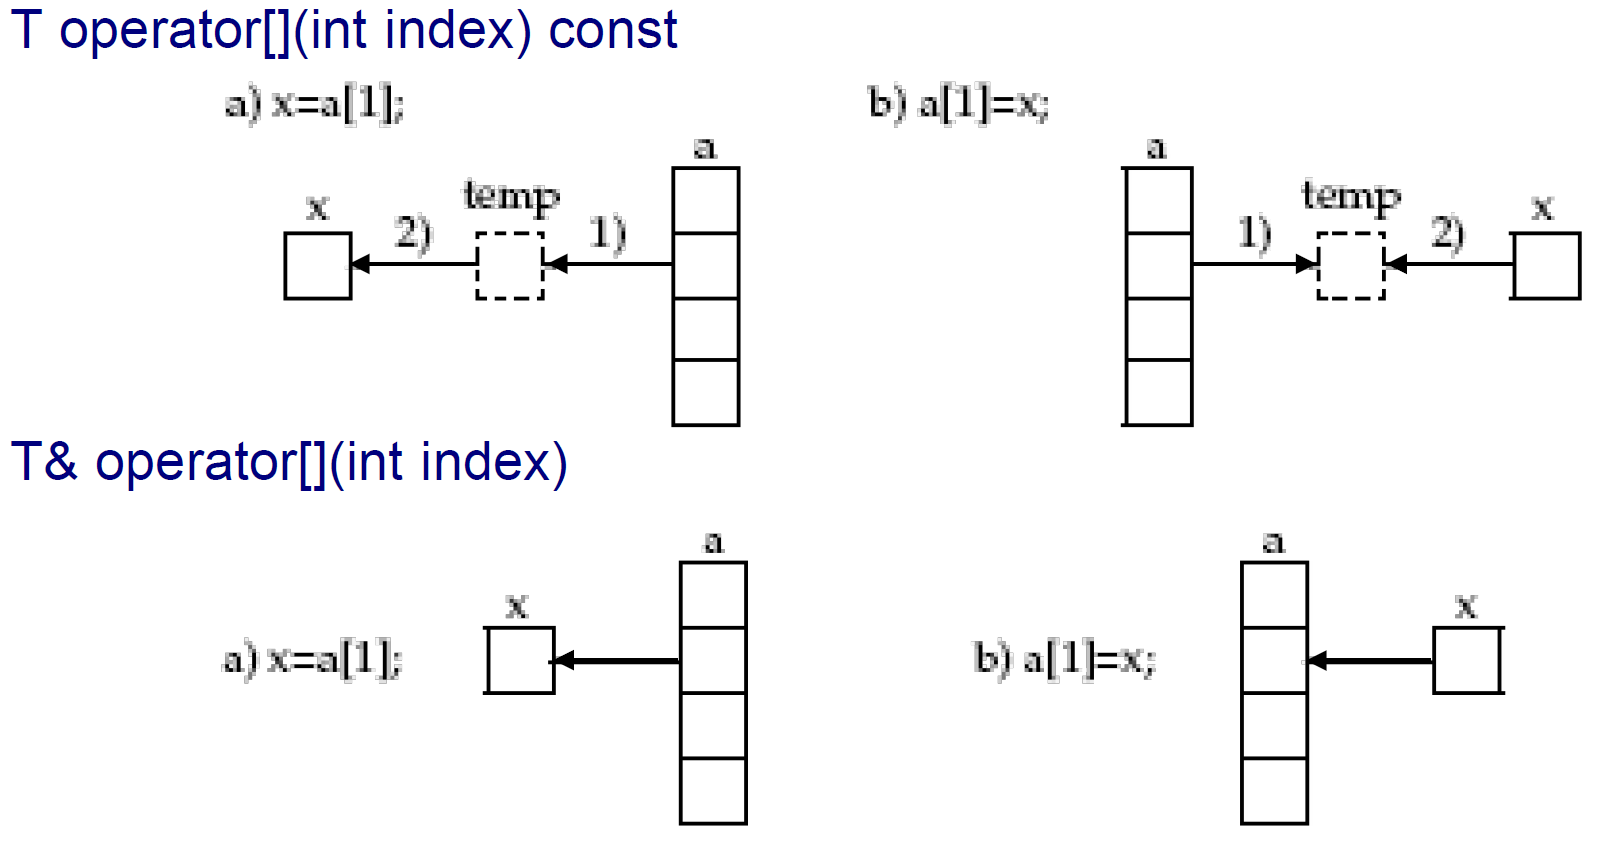 T operator[](int index) const
a) x=a[1];
b) a[1]=x;
a
x
temp
2)
1)
a
temp
x
1)
2)
T& operator[](int index)
a
x
a) x=a[1];
a
x
b) a[1]=x;